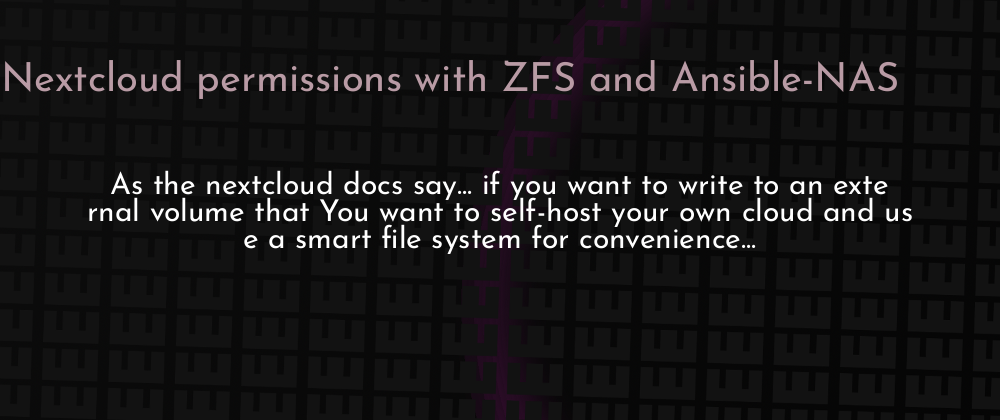 Nextcloud permissions with ZFS and Ansible-NAS
As the nextcloud docs say... if you want to write to an exte
rnal volume that You want to self-host your own cloud and us
e a smart file system for convenience...